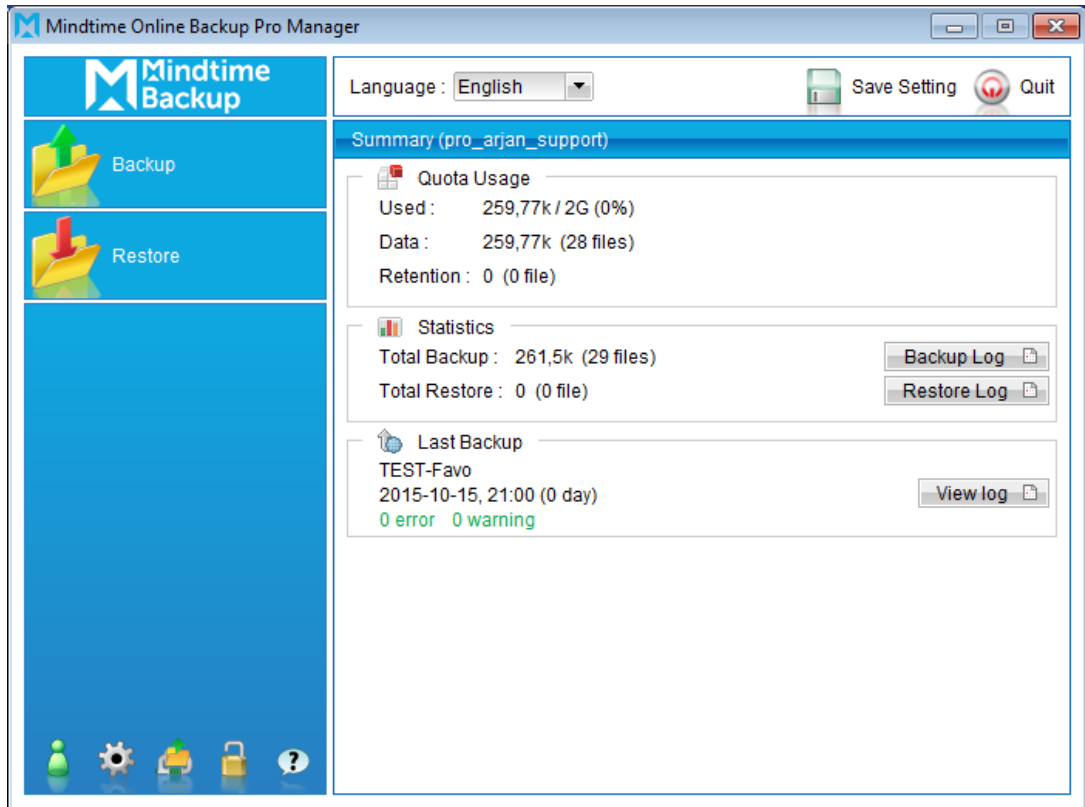 Mindtime Online Backup Pro Manager
Mindtime
Backup
Language : English
Save Setting
Quit
Backup
Restore
Summary (pro_arjan_support)
Quota Usage
Used : 259,77k / 2G (0%)
Data : 259,77k (28 files)
Retention : 0 (0 file)
Statistics
Total Backup : 261,5k (29 files)
Backup Log
Total Restore : 0 (0 file)
Restore Log
Last Backup
TEST-Favo
2015-10-15, 21:00 (0 day)
View log
0 error 0 warning